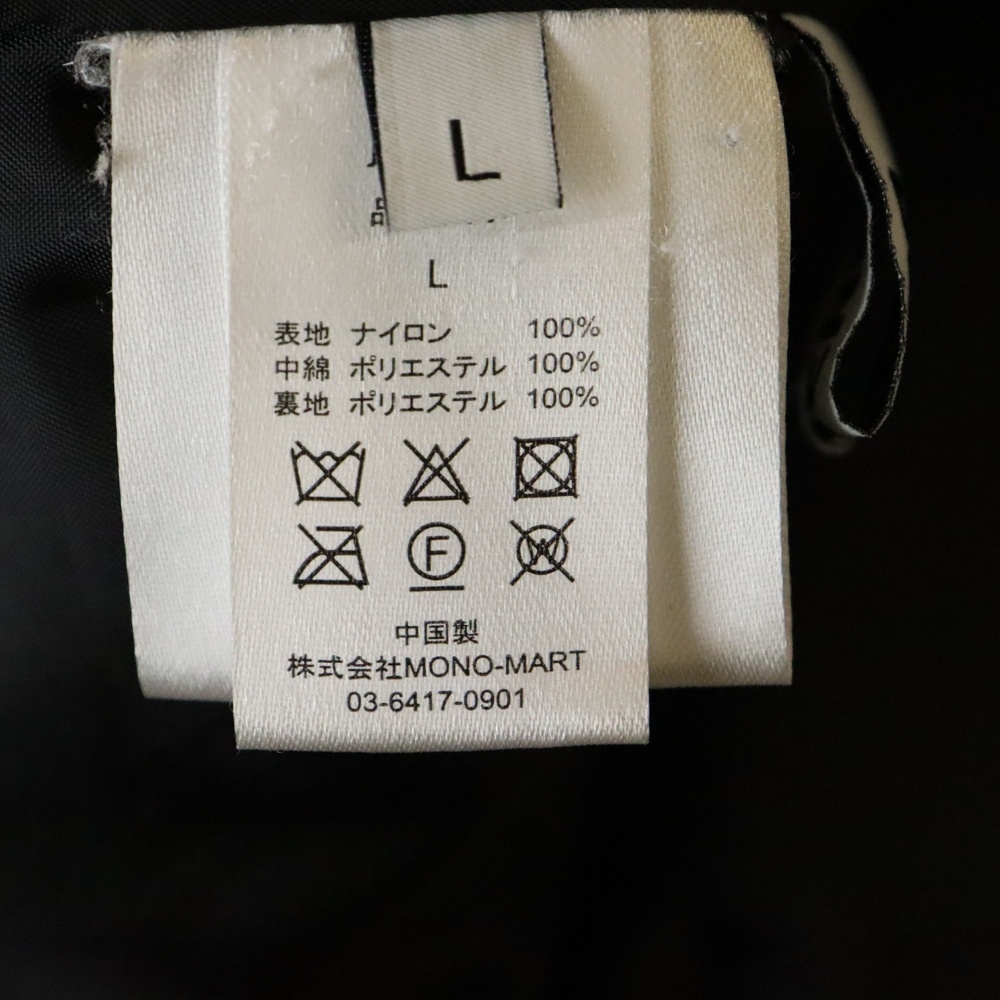 L
品
L
表地 ナイロン 100%
中綿 ポリエステル 100%
裏地 ポリエステル 100%
F
W
中国製
株式会社MONO-MART
03-6417-0901